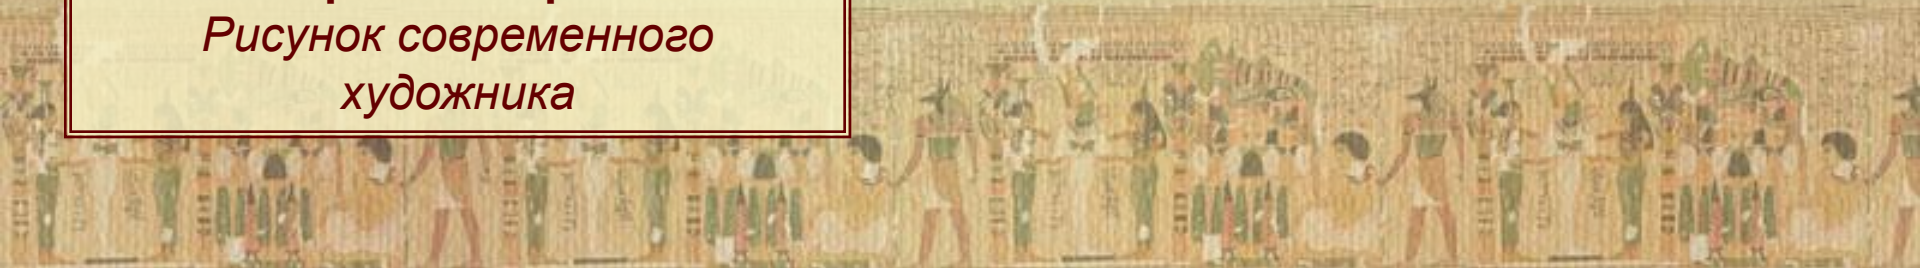 Рисунок современного
художника